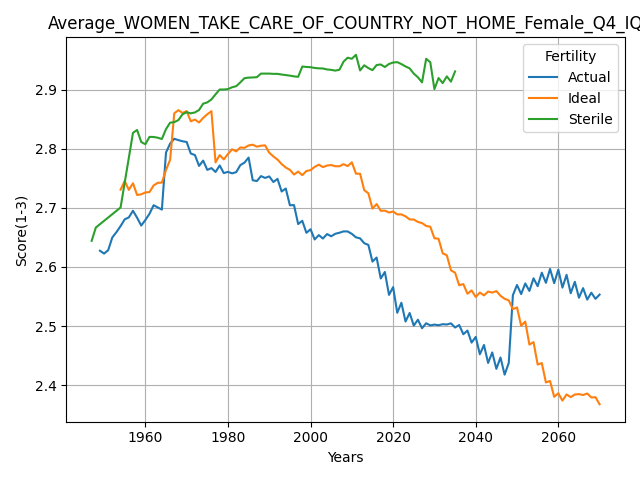 Average_WOMEN_TAKE_CARE_OF_COUNTRY_NOT_HOME_Female_Q4_IQ
Fertility
Actual
Ideal
Sterile
Score(1-3)
2.9
2.8
2.7
2.6
2.5
2.4
1960 1980 2000 2020 2040 2060
Years